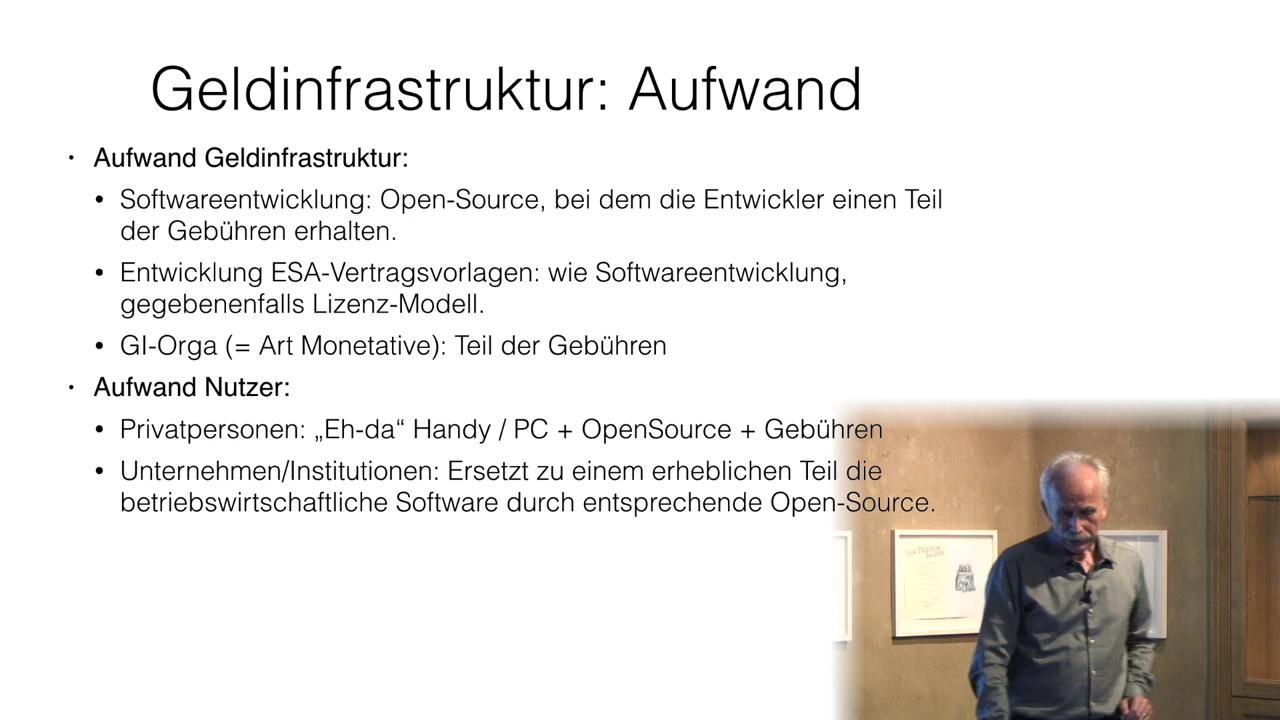 Geldinfrastruktur: Aufwand
• Aufwand Geldinfrastruktur:
• Softwareentwicklung: Open-Source, bei dem die Entwickler einen Teil
der Gebühren erhalten.
• Entwicklung ESA-Vertragsvorlagen: wie Softwareentwicklung,
gegebenenfalls Lizenz-Modell.
• GI-Orga (= Art Monetative): Teil der Gebühren
• Aufwand Nutzer:
• Privatpersonen: „Eh-da“ Handy / PC + OpenSource + Gebühren
• Unternehmen/Institutionen: Ersetzt zu einem erheblichen Teil die
betriebswirtschaftliche Software durch entsprechende Open-Source.